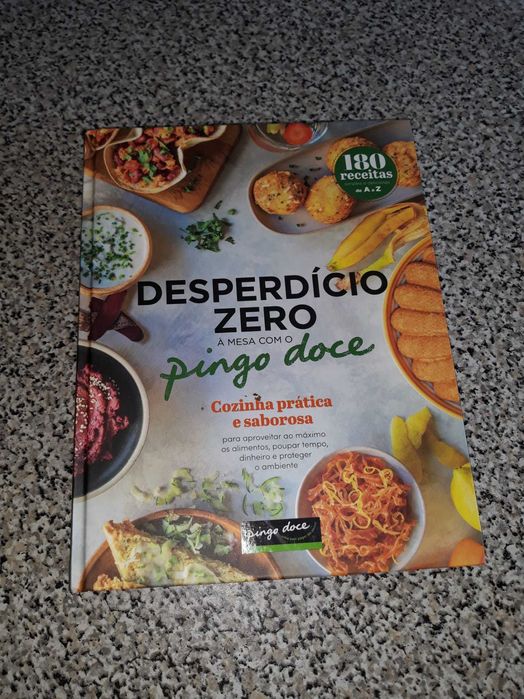 180
receitas
de A a Z
DESPERDÍCIO
ZERO
À MESA COM O
pingo doce
Cozinha prática
e saborosa
para aproveitar ao máximo
os alimentos, poupar tempo,
dinheiro e proteger
o ambiente
pingo doce